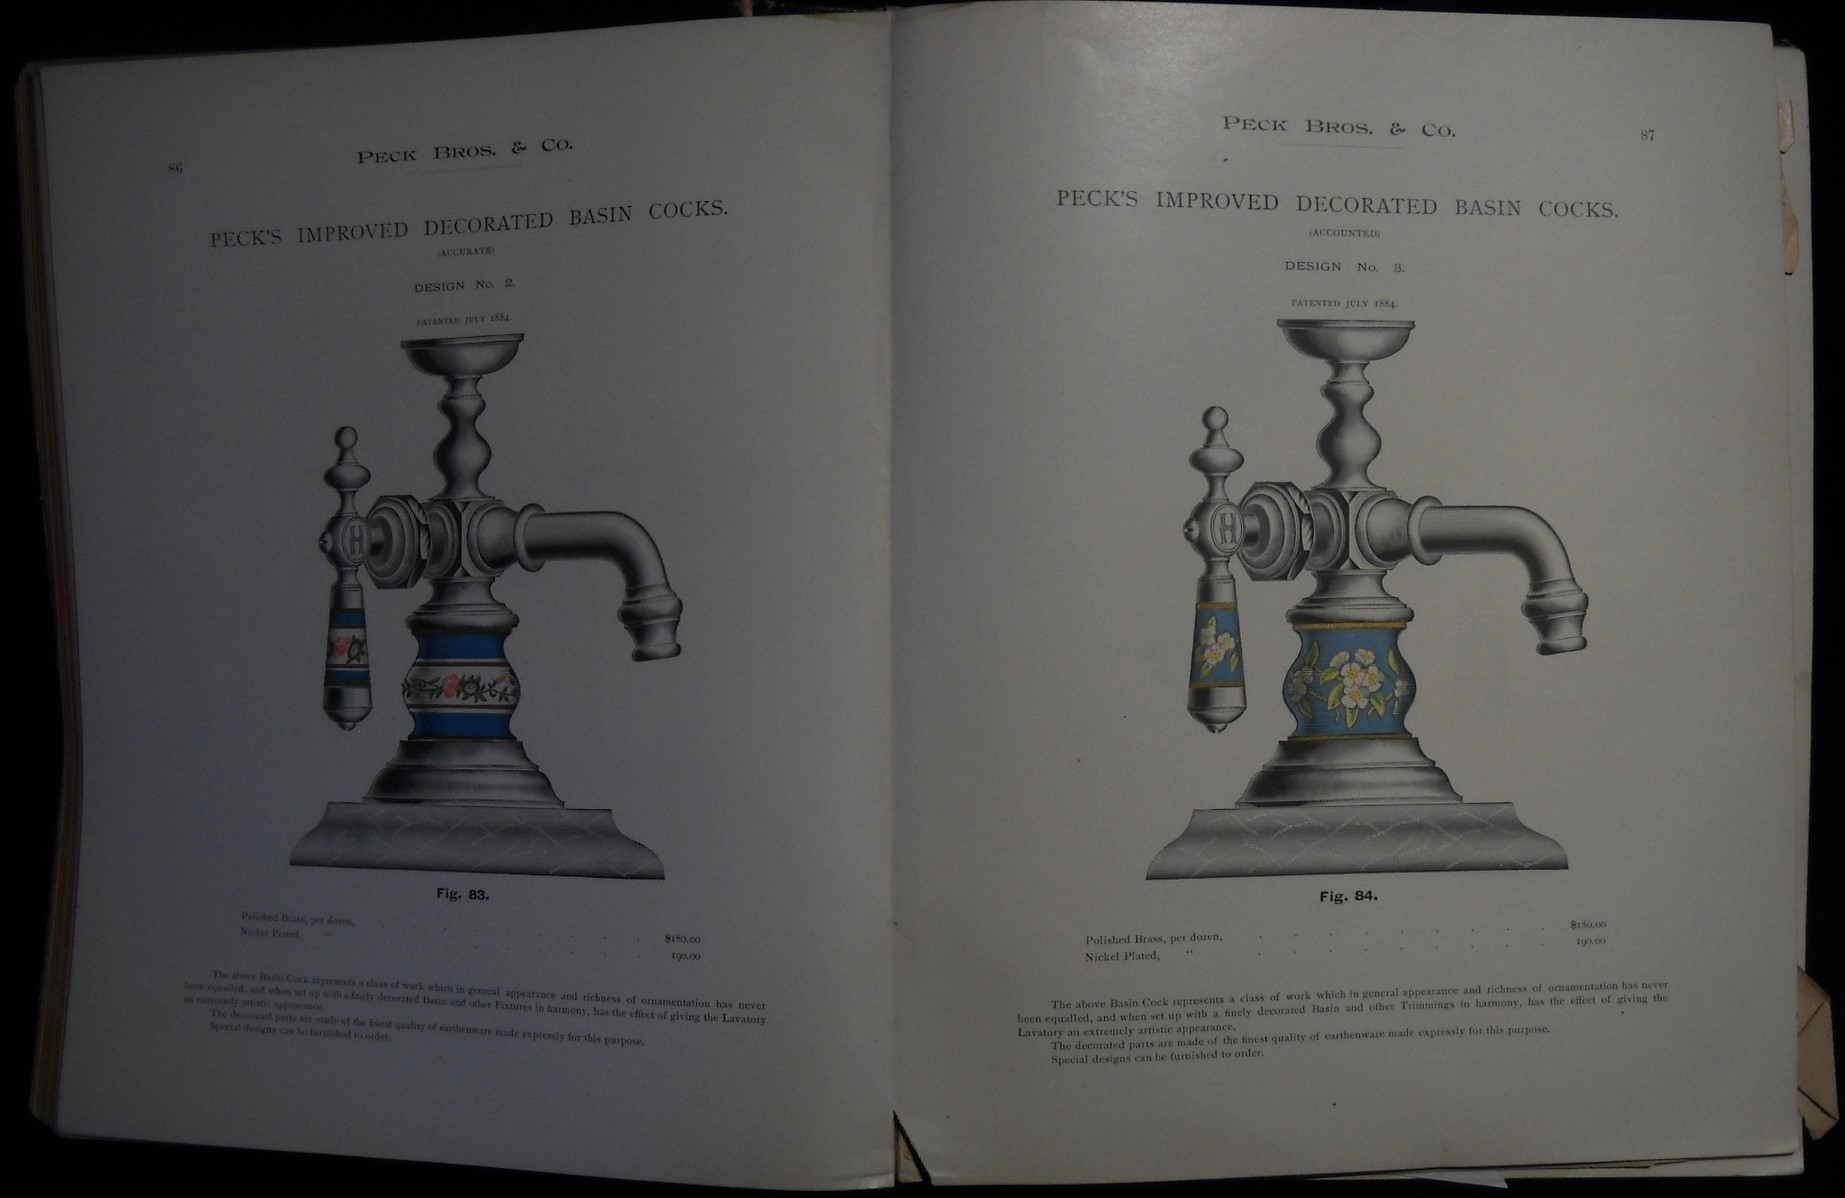 86
PECK BROS. & CO.
PECK'S IMPROVED DECORATED BASIN COCKS.
(ACCURATE)
DESIGN No. 2.
PATENTED JULY 1884.
H
Fig. 83.
Polished Brass, per dozen, $180.00
Nickel Plated, " 190.00
The above Basin Cock represents a class of work which in general appearance and richness of ornamentation has never
been equalled, and when set up with a finely decorated Basin and other Fixtures in harmony, has the effect of giving the Lavatory
an extremely artistic appearance.
The decorated parts are made of the finest quality of earthenware made expressly for this purpose.
Special designs can be furnished to order.
PECK BROS. & CO.
87
PECK'S IMPROVED DECORATED BASIN COCKS.
(ACCOUNTED)
DESIGN No. 3.
PATENTED JULY 1884.
H
Fig. 84.
Polished Brass, per dozen, $180.00
Nickel Plated, " 190.00
The above Basin Cock represents a class of work which in general appearance and richness of ornamentation has never
been equalled, and when set up with a finely decorated Basin and other Trimmings in harmony, has the effect of giving the
Lavatory an extremely artistic appearance.
The decorated parts are made of the finest quality of earthenware made expressly for this purpose.
Special designs can be furnished to order.